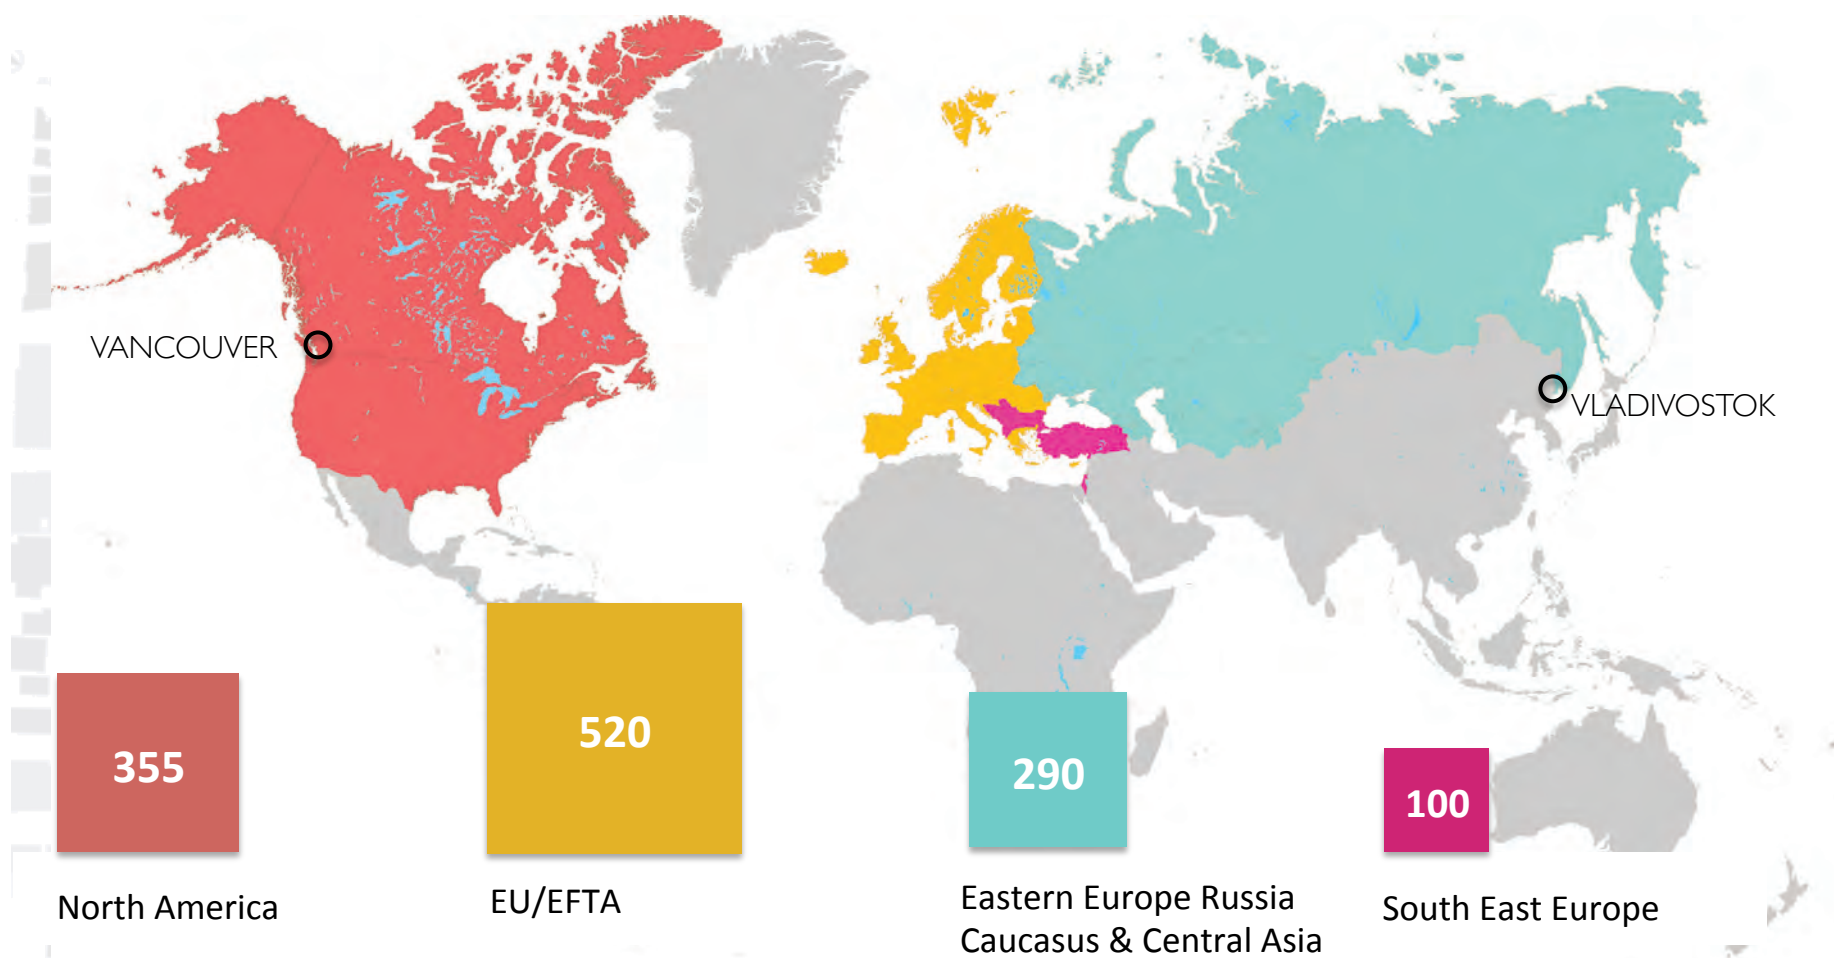 VANCOUVER
VLADIVOSTOK
355
520
290
100
North America
EU/EFTA
Eastern Europe Russia
Caucasus & Central Asia
South East Europe